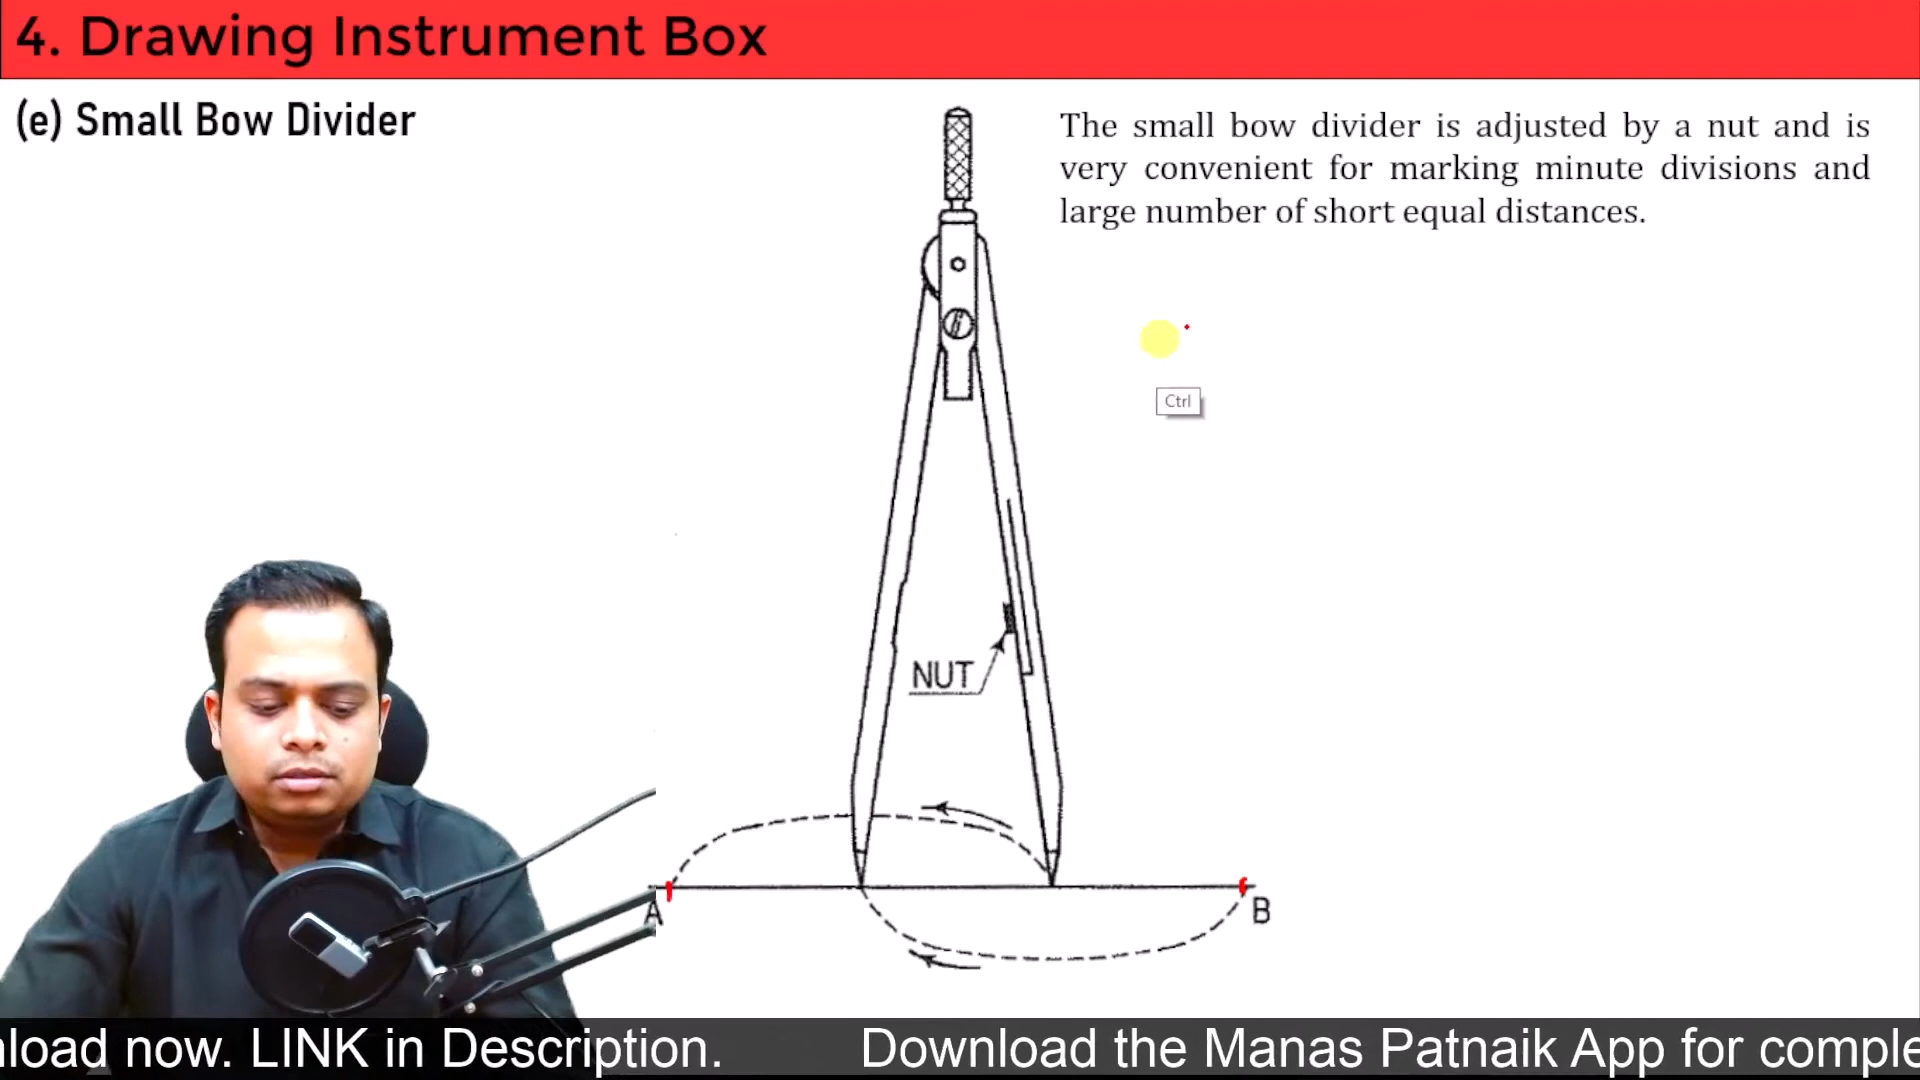 4. Drawing Instrument Box
(e) Small Bow Divider
The small bow divider is adjusted by a nut and is
very convenient for marking minute divisions and
large number of short equal distances.
Ctrl
NUT
A
B
nload now. LINK in Description. Download the Manas Patnaik App for comple